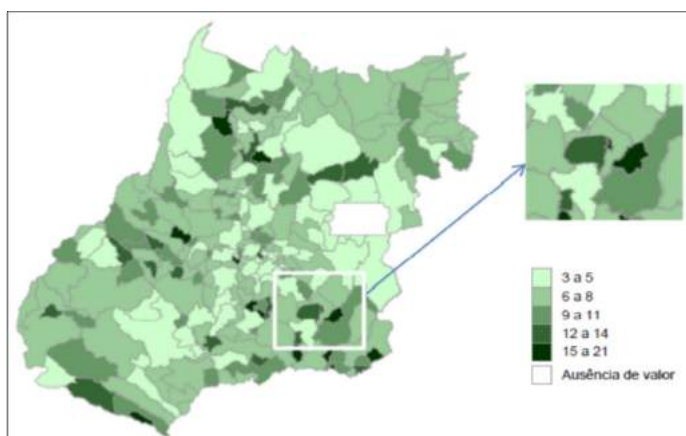 3 a 5
6 a 8
9 a 11
12 a 14
15 a 21
Ausência de valor